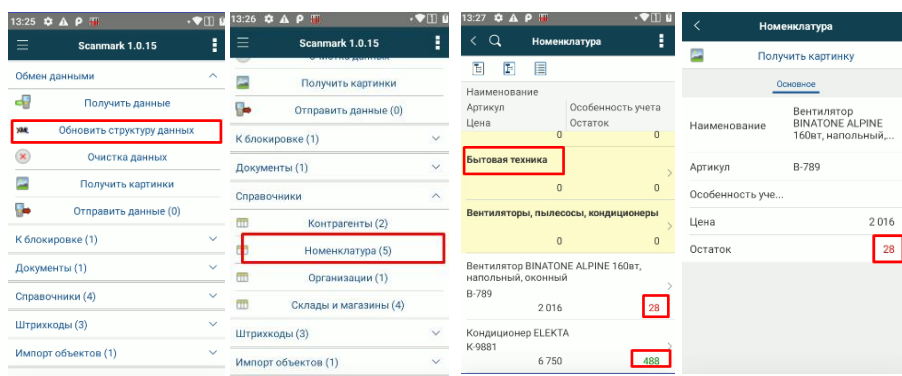 13:25
Scanmark 1.0.15
Обмен данными
Получить данные
XML
Обновить структуру данных
Очистка данных
Получить картинки
Отправить данные (0)
К блокировке (1)
Документы (1)
Справочники (4)
Штрихкоды (3)
Импорт объектов (1)
13:26
Scanmark 1.0.15
Получить картинки
Отправить данные (0)
К блокировке (1)
Документы (1)
Справочники
Контрагенты (2)
Номенклатура (5)
Организации (1)
Склады и магазины (4)
Штрихкоды (3)
Импорт объектов (1)
13:27
Номенклатура
Наименование
Артикул Особенность учета
Цена Остаток
0 0
Бытовая техника
0 0
Вентиляторы, пылесосы, кондиционеры
0 0
Вентилятор BINATONE ALPINE 160вт,
напольный, оконный
B-789
2 016 28
Кондиционер ELEKTA
K-9881
6 750 488
Номенклатура
Получить картинку
Основное
Наименование Вентилятор
BINATONE ALPINE
160вт, напольный,...
Артикул B-789
Особенность уче...
Цена 2 016
Остаток 28